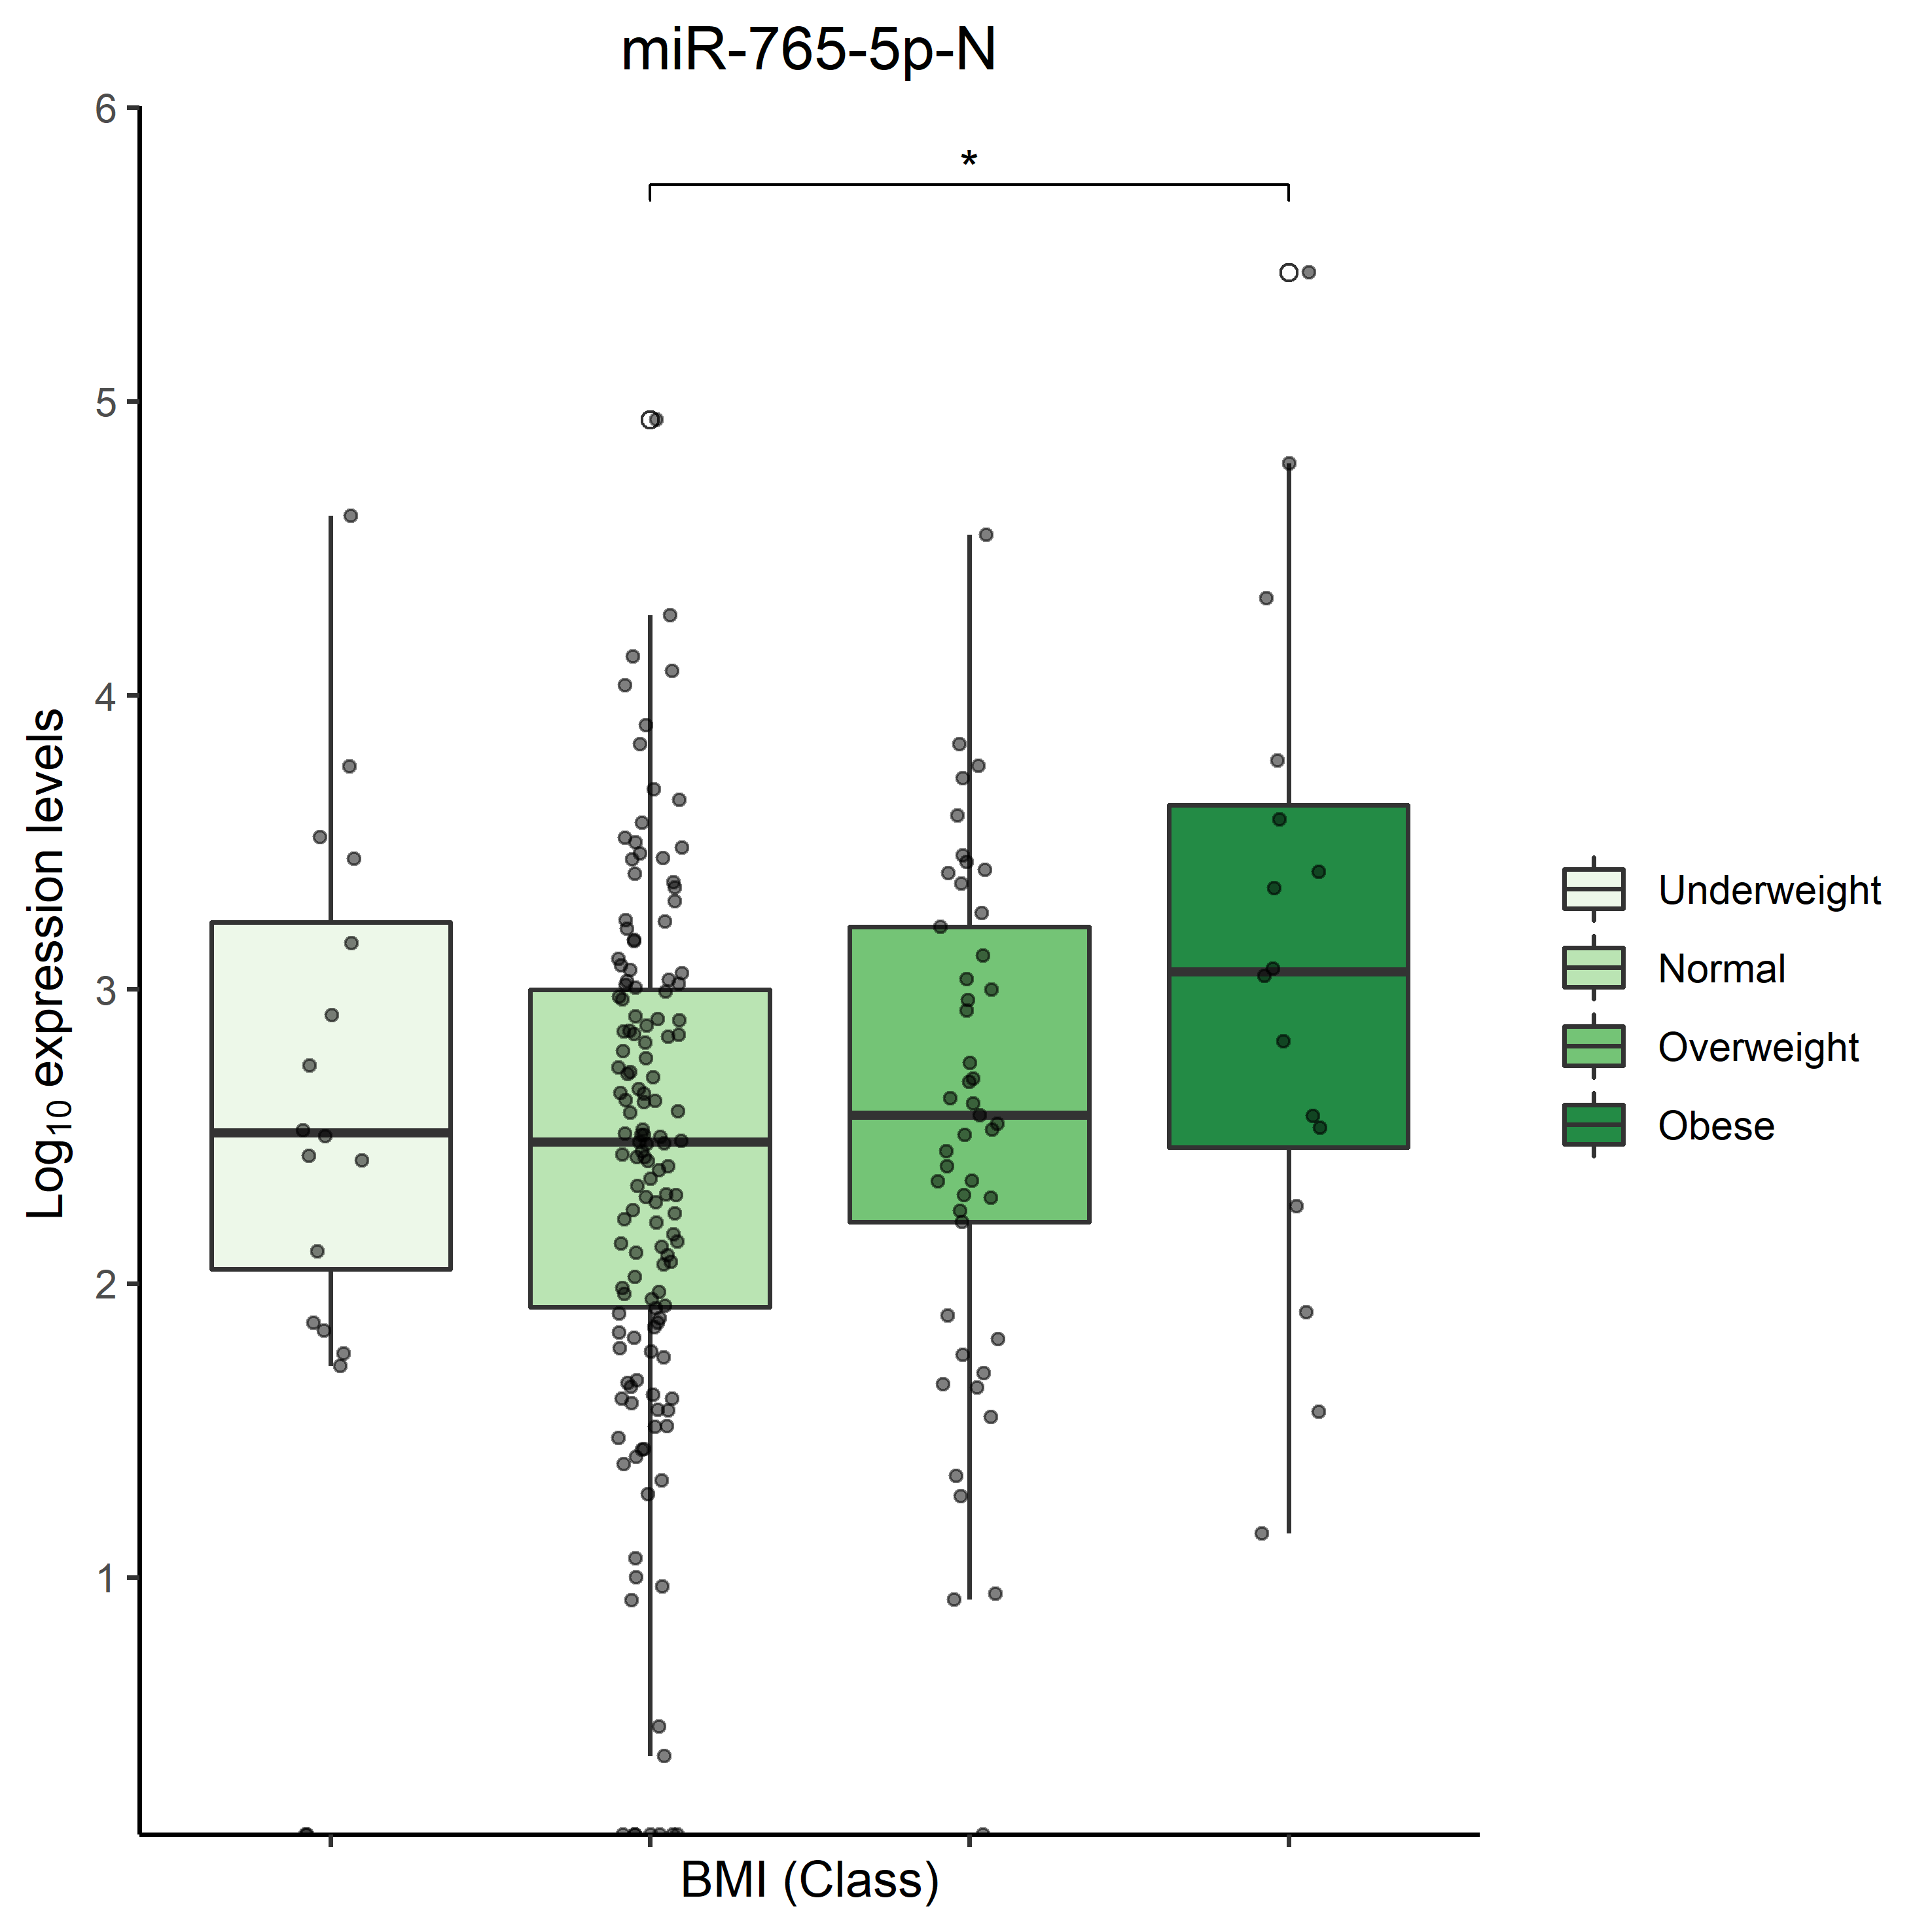 miR-765-5p-N
6
*
5
4
3
2
1
Log₁₀ expression levels
BMI (Class)
Underweight
Normal
Overweight
Obese